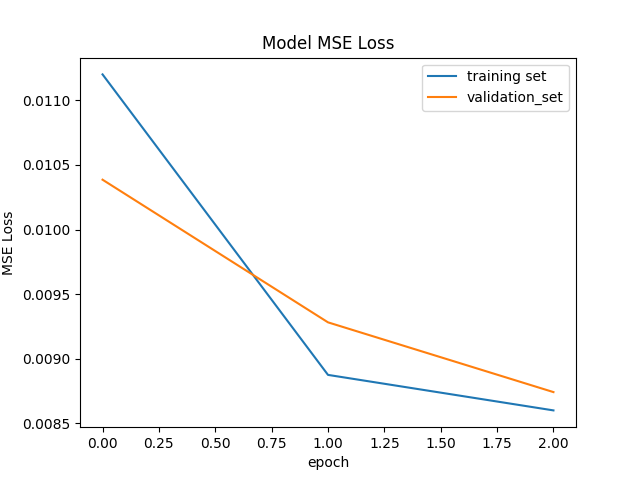 Model MSE Loss
training set
validation_set
MSE Loss
0.0110
0.0105
0.0100
0.0095
0.0090
0.0085
0.00 0.25 0.50 0.75 1.00 1.25 1.50 1.75 2.00
epoch